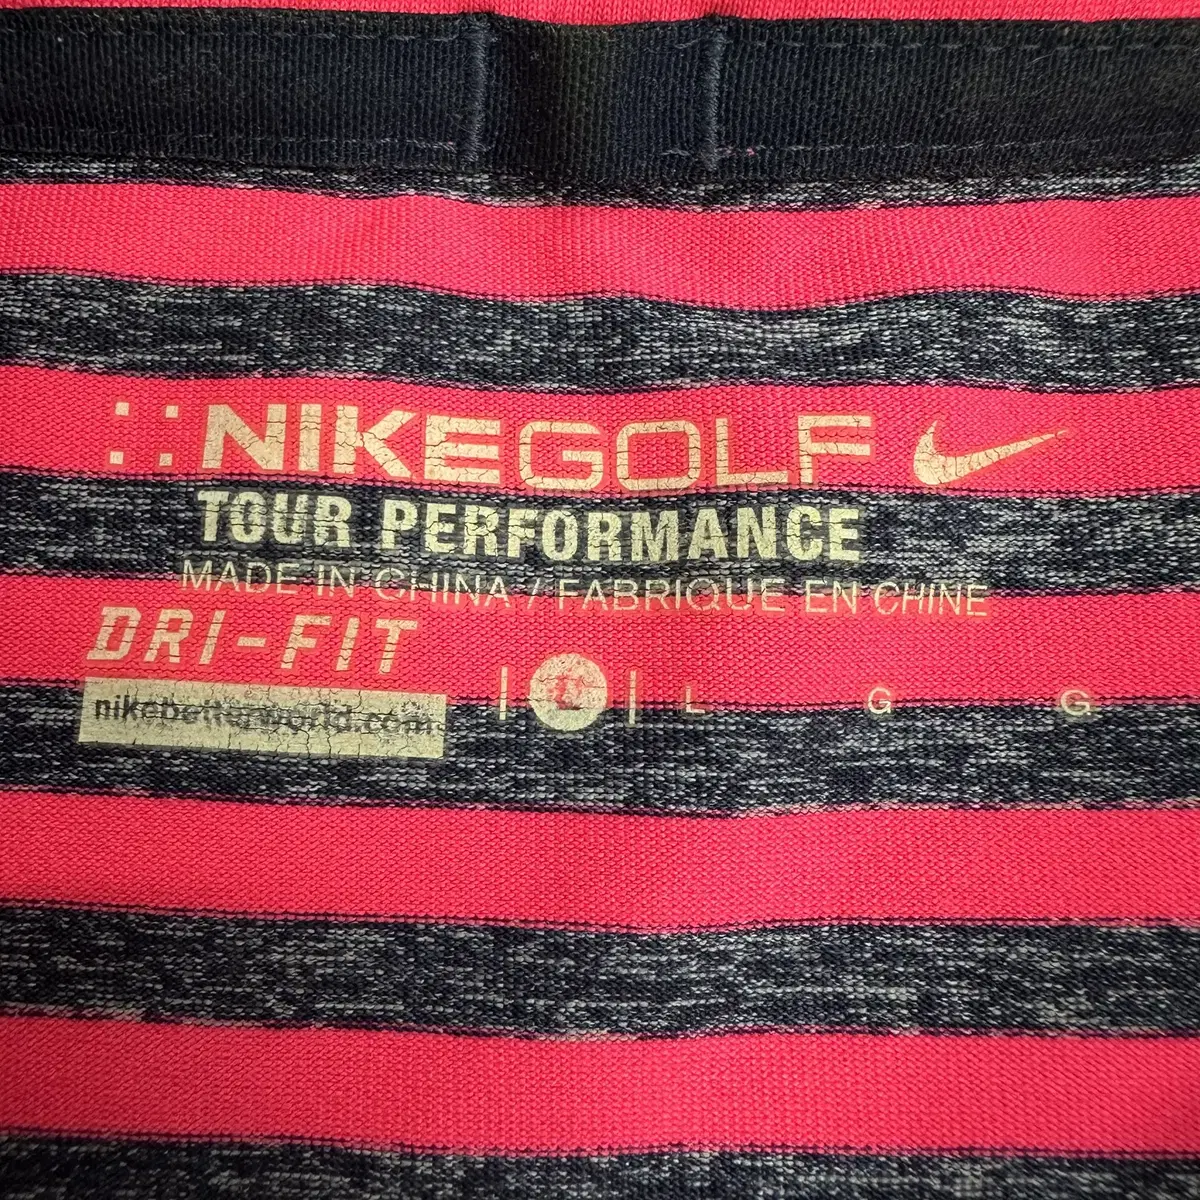 NIKEGOLF
TOUR PERFORMANCE
MADE IN CHINA / FABRIQUE EN CHINE
DRI-FIT
nikebetterworld.com
| L | L G G